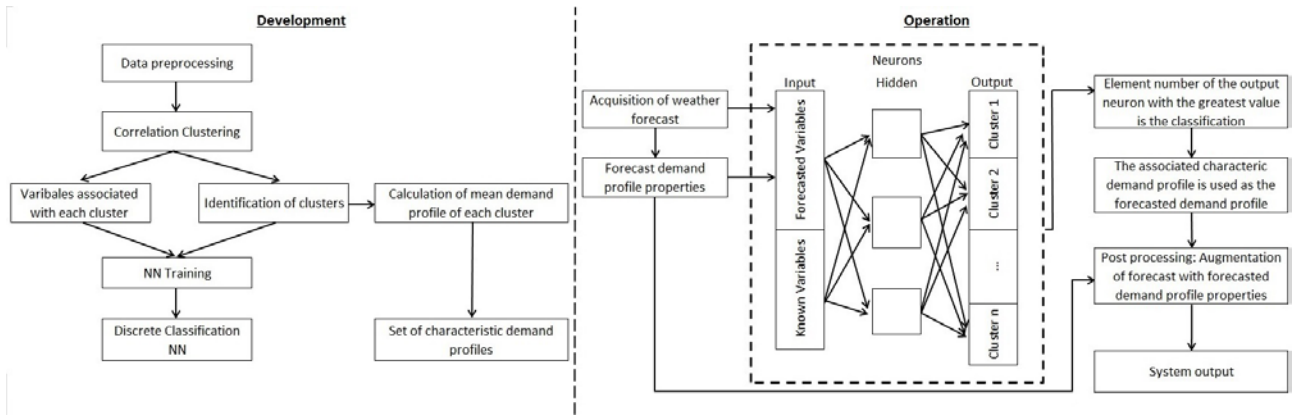 Development
Data preprocessing
Correlation Clustering
Varibales associated
with each cluster
Identification of clusters
Calculation of mean demand
profile of each cluster
NN Training
Discrete Classification
NN
Set of characteristic demand
profiles
Operation
Acquisition of weather
forecast
Forecast demand
profile properties
Neurons
Input
Hidden
Output
Forecasted Variables
Known Variables
Cluster 1
Cluster 2
...
Cluster n
Element number of the output
neuron with the greatest value
is the classification
The associated characteric
demand profile is used as the
forecasted demand profile
Post processing: Augmentation
of forecast with forecasted
demand profile properties
System output